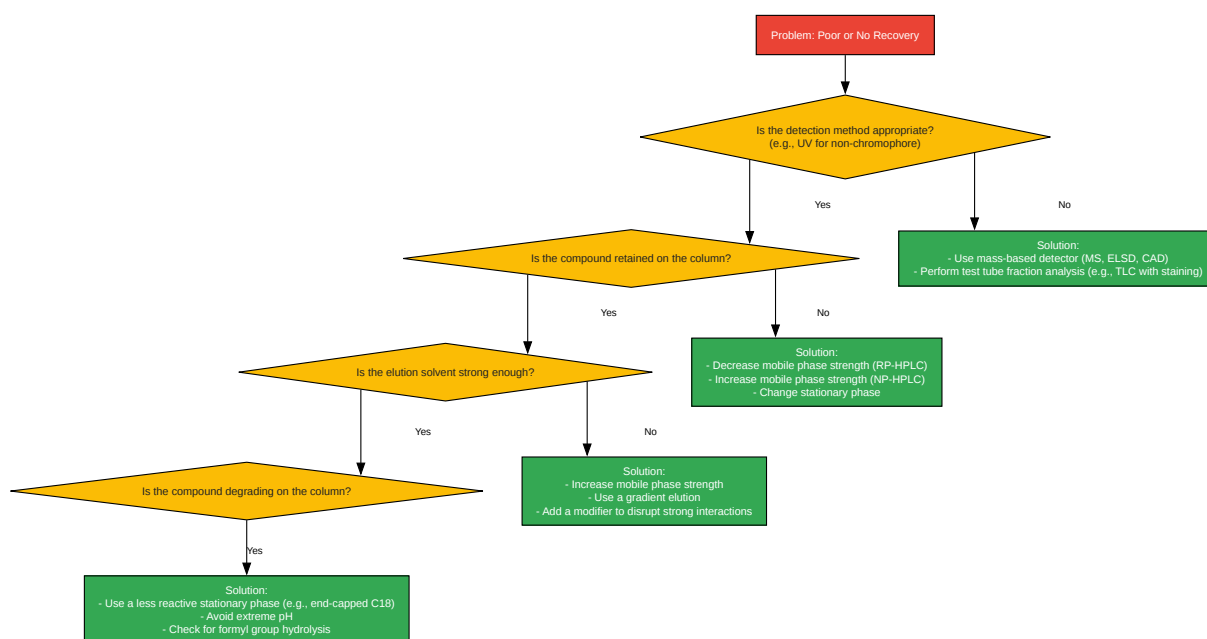 Problem: Poor or No Recovery
Is the detection method appropriate?
(e.g., UV for non-chromophore)
Yes
No
Solution:
- Use mass-based detector (MS, ELSD, CAD)
- Perform test tube fraction analysis (e.g., TLC with staining)
Is the compound retained on the column?
Yes
No
Solution:
- Decrease mobile phase strength (RP-HPLC)
- Increase mobile phase strength (NP-HPLC)
- Change stationary phase
Is the elution solvent strong enough?
Yes
No
Solution:
- Increase mobile phase strength
- Use a gradient elution
- Add a modifier to disrupt strong interactions
Is the compound degrading on the column?
Yes
Solution:
- Use a less reactive stationary phase (e.g., end-capped C18)
- Avoid extreme pH
- Check for formyl group hydrolysis